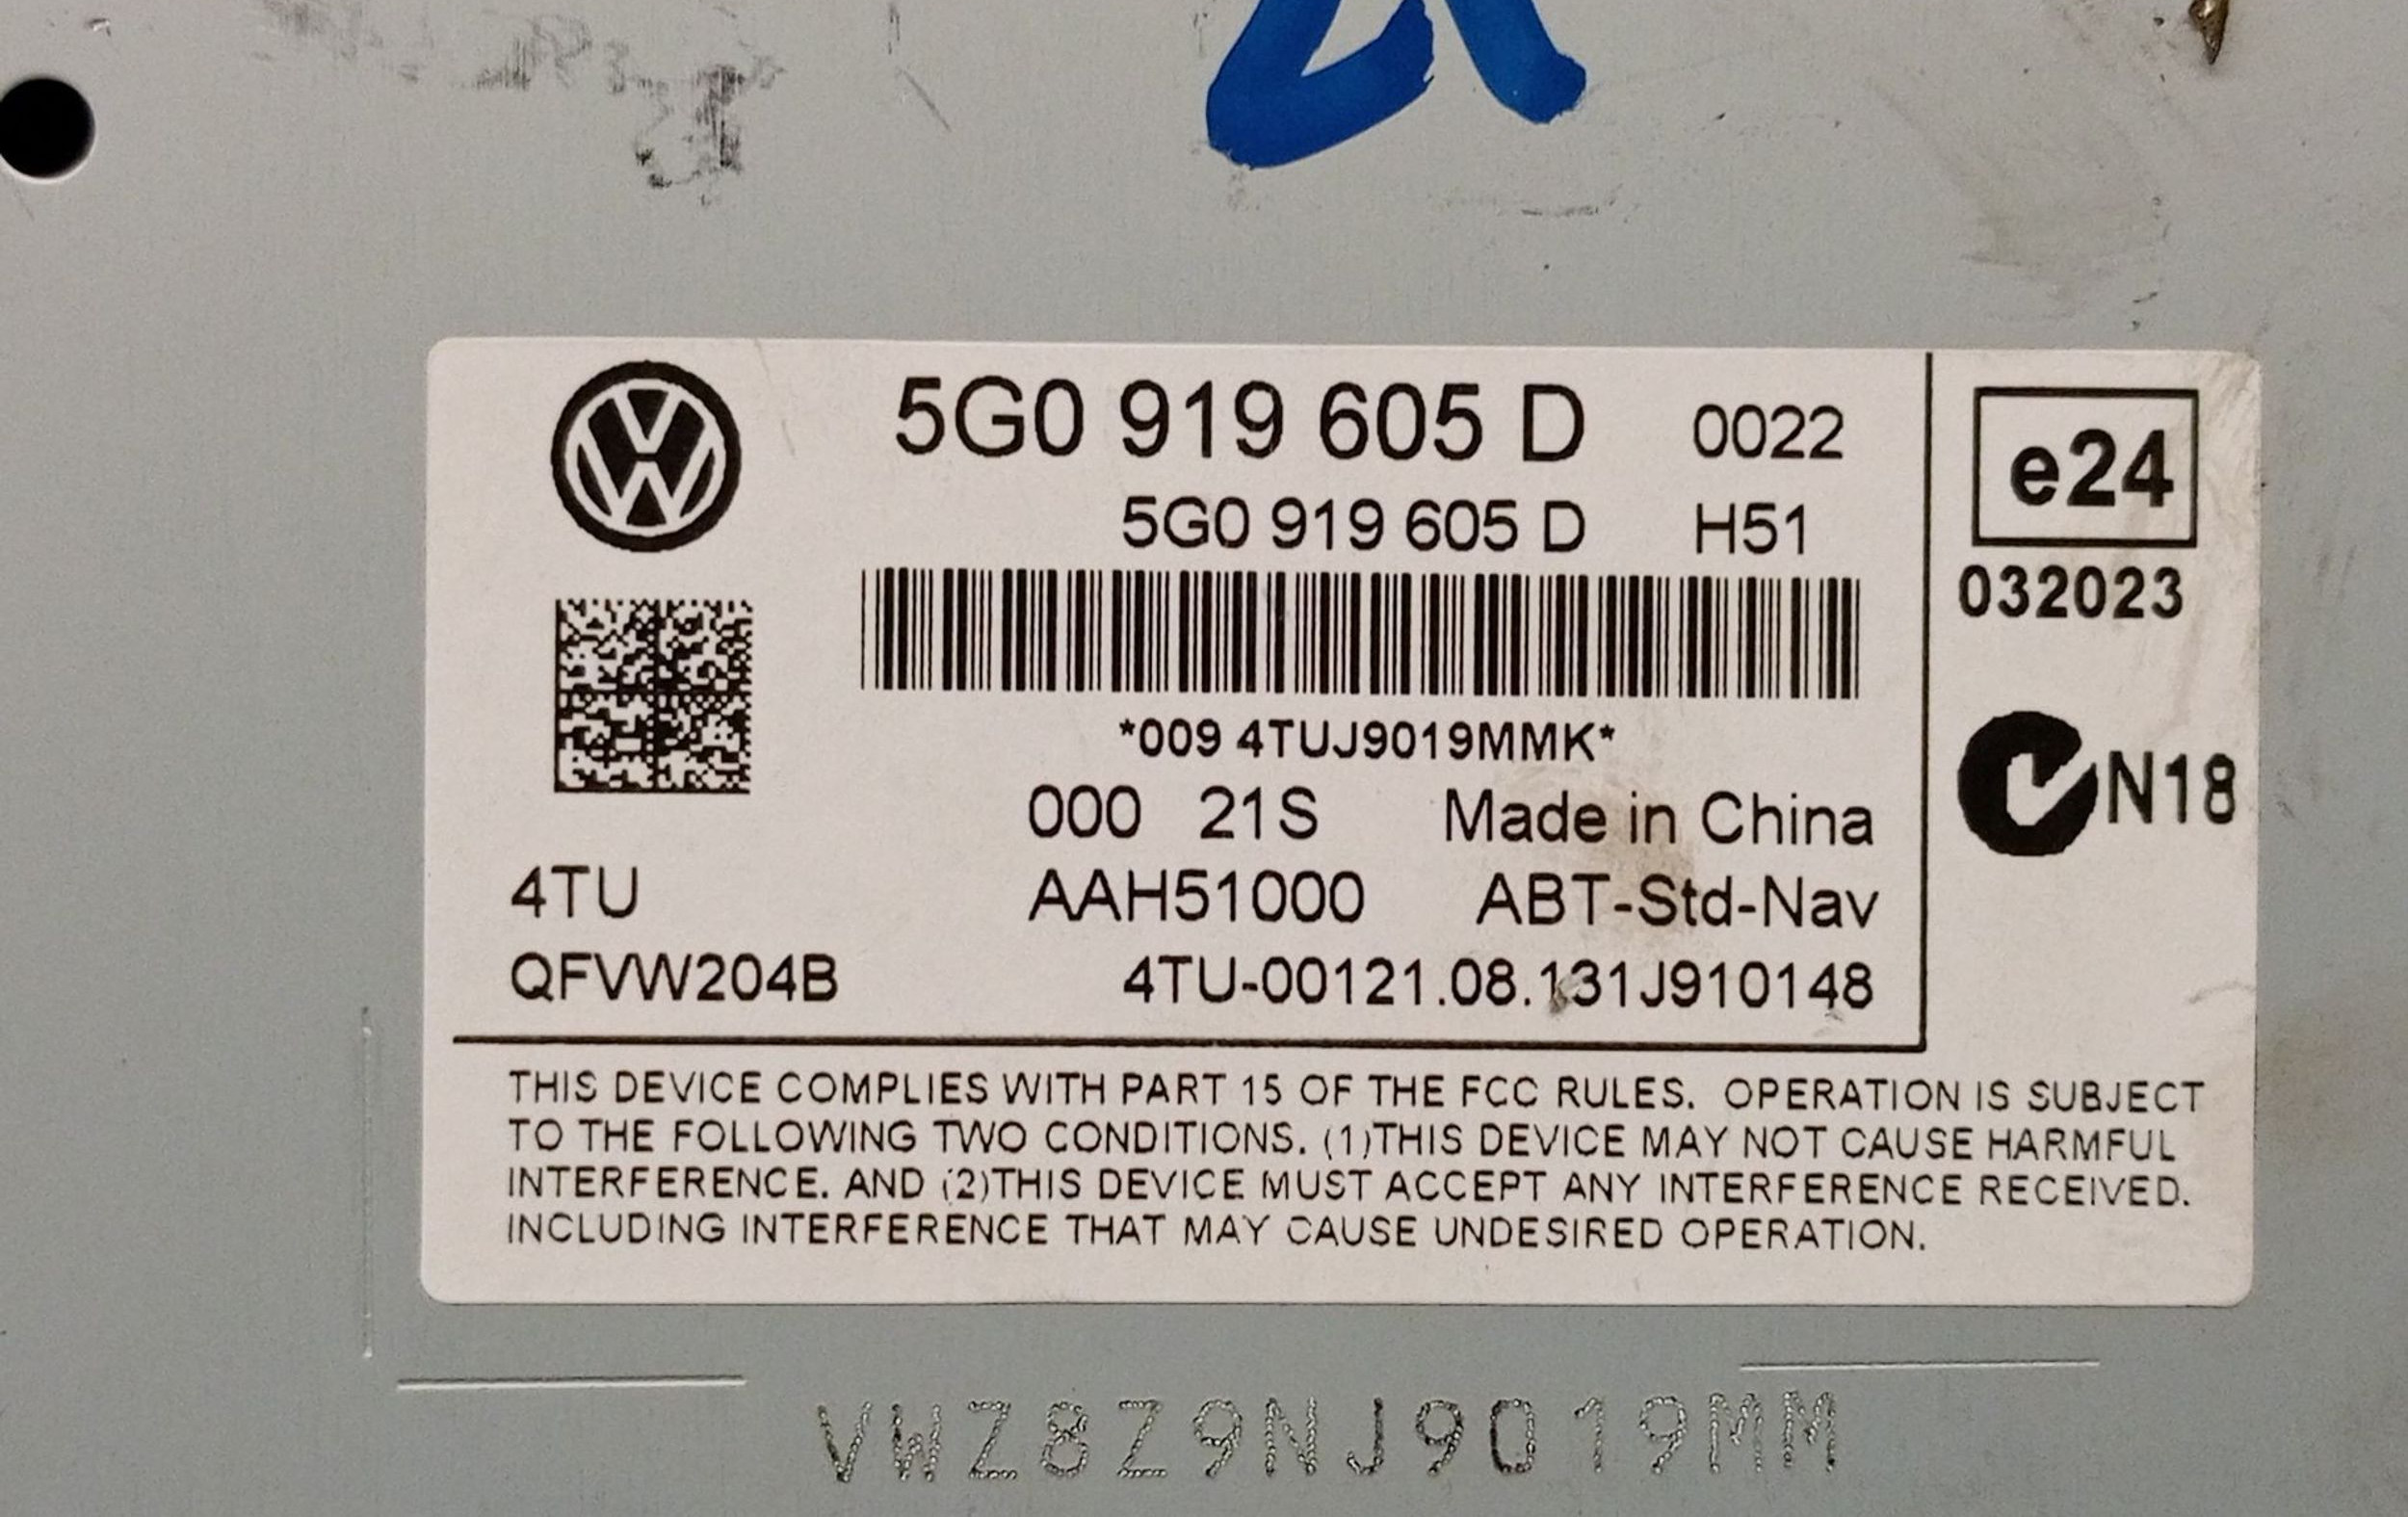 5G0 919 605 D 0022
5G0 919 605 D H51
e24
032023
*009 4TUJ9019MMK*
N18
000 21S Made in China
4TU AAH51000 ABT-Std-Nav
QFVW204B 4TU-00121.08.131J910148
THIS DEVICE COMPLIES WITH PART 15 OF THE FCC RULES. OPERATION IS SUBJECT
TO THE FOLLOWING TWO CONDITIONS. (1)THIS DEVICE MAY NOT CAUSE HARMFUL
INTERFERENCE. AND (2)THIS DEVICE MUST ACCEPT ANY INTERFERENCE RECEIVED.
INCLUDING INTERFERENCE THAT MAY CAUSE UNDESIRED OPERATION.
VWZ8Z9NJ9019MM